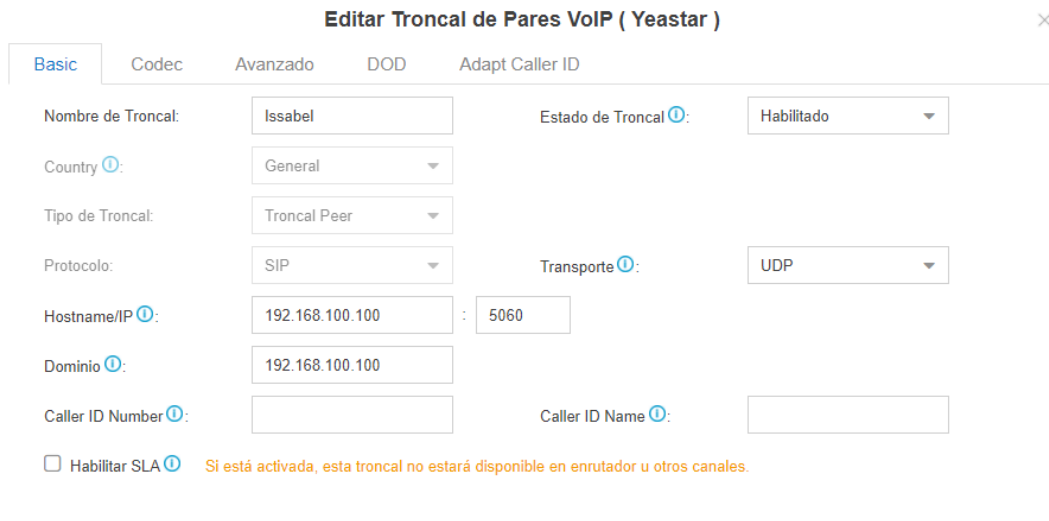 Editar Troncal de Pares VoIP ( Yeastar )
Basic Codec Avanzado DOD Adapt Caller ID
Nombre de Troncal: Issabel Estado de Troncal : Habilitado
Country : General
Tipo de Troncal: Troncal Peer
Protocolo: SIP Transporte : UDP
Hostname/IP : 192.168.100.100 : 5060
Dominio : 192.168.100.100
Caller ID Number : Caller ID Name :
Habilitar SLA Si está activada, esta troncal no estará disponible en enrutador u otros canales.